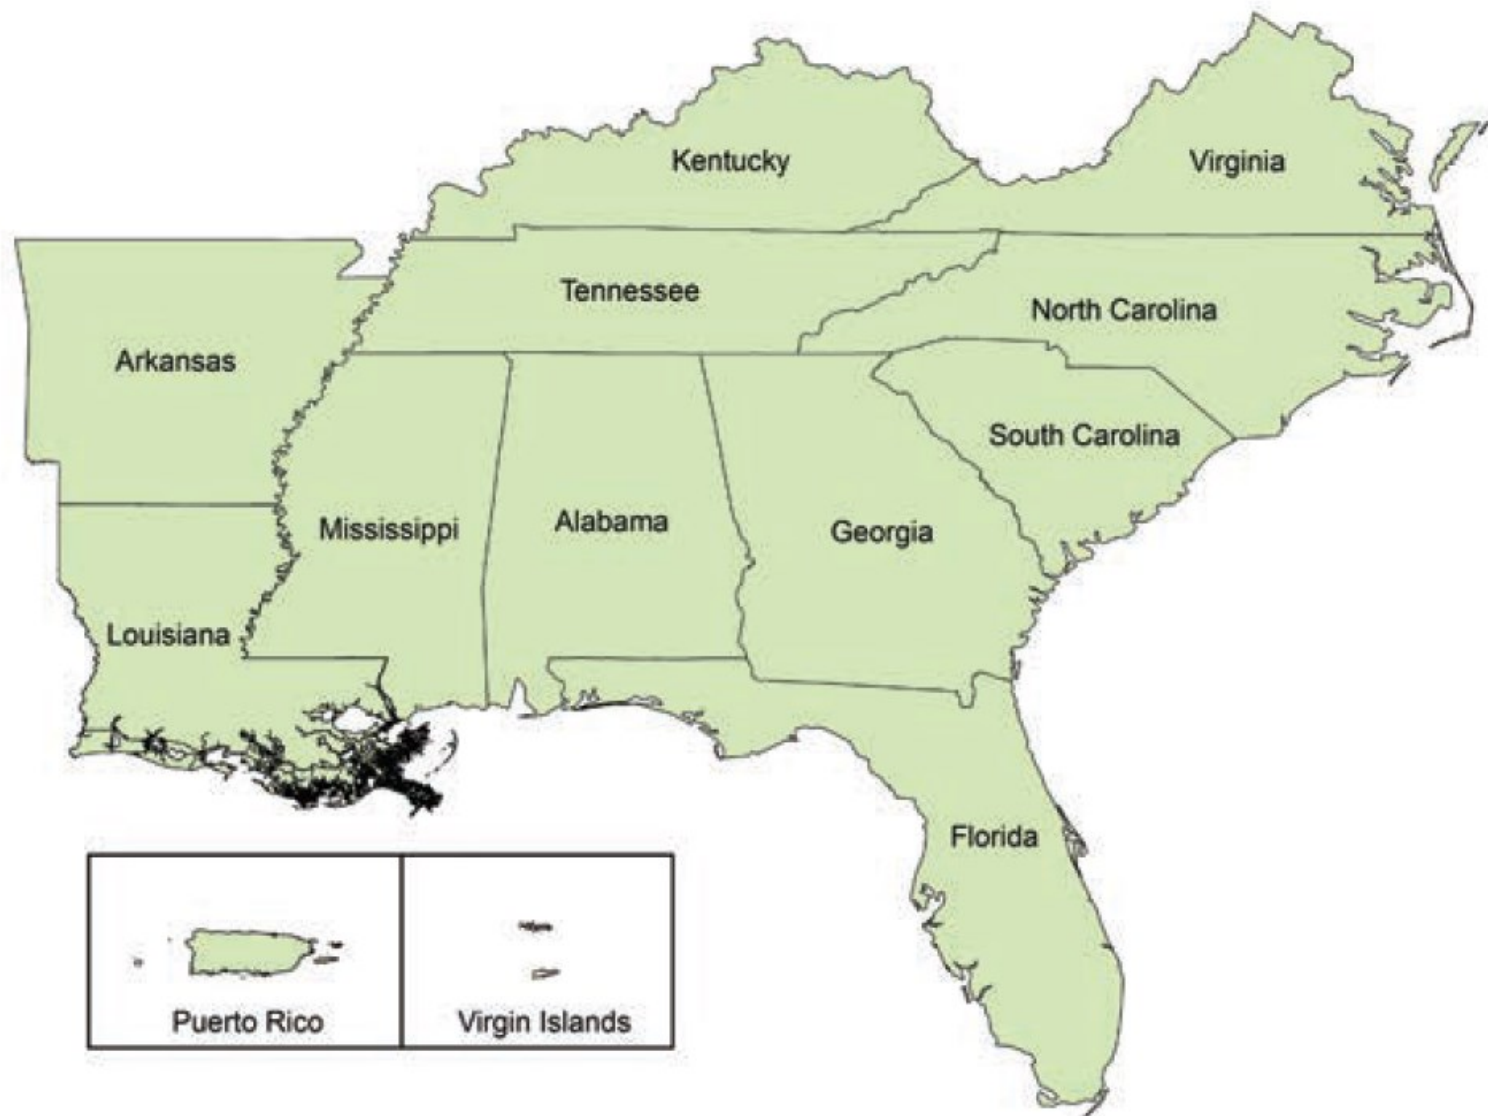 Kentucky
Virginia
Tennessee
North Carolina
Arkansas
South Carolina
Mississippi
Alabama
Georgia
Louisiana
Florida
Puerto Rico
Virgin Islands